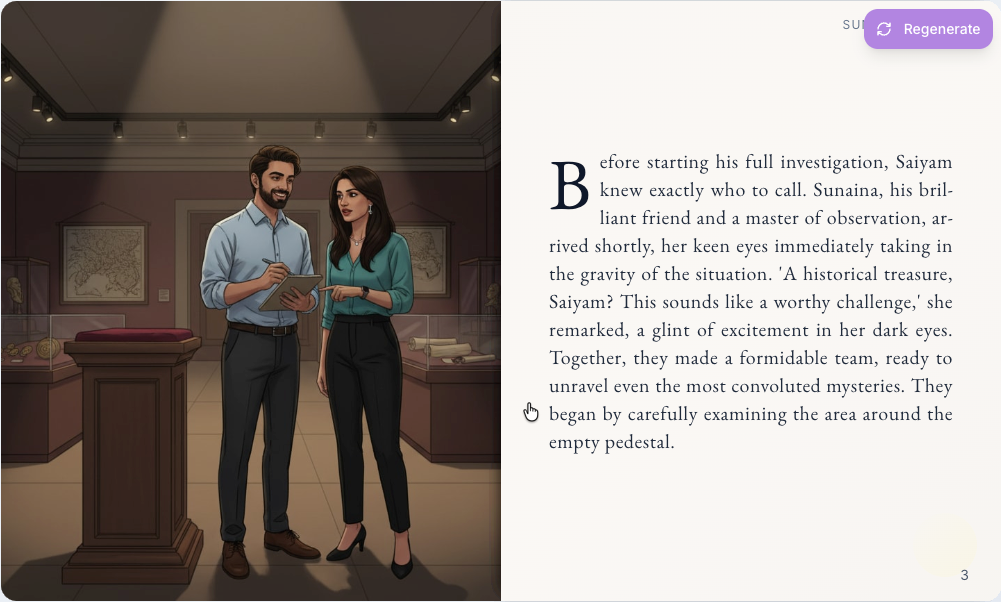 SU
Regenerate
Before starting his full investigation, Saiyam
knew exactly who to call. Sunaina, his bril-
liant friend and a master of observation, ar-
rived shortly, her keen eyes immediately taking in
the gravity of the situation. 'A historical treasure,
Saiyam? This sounds like a worthy challenge,' she
remarked, a glint of excitement in her dark eyes.
Together, they made a formidable team, ready to
unravel even the most convoluted mysteries. They
began by carefully examining the area around the
empty pedestal.
3